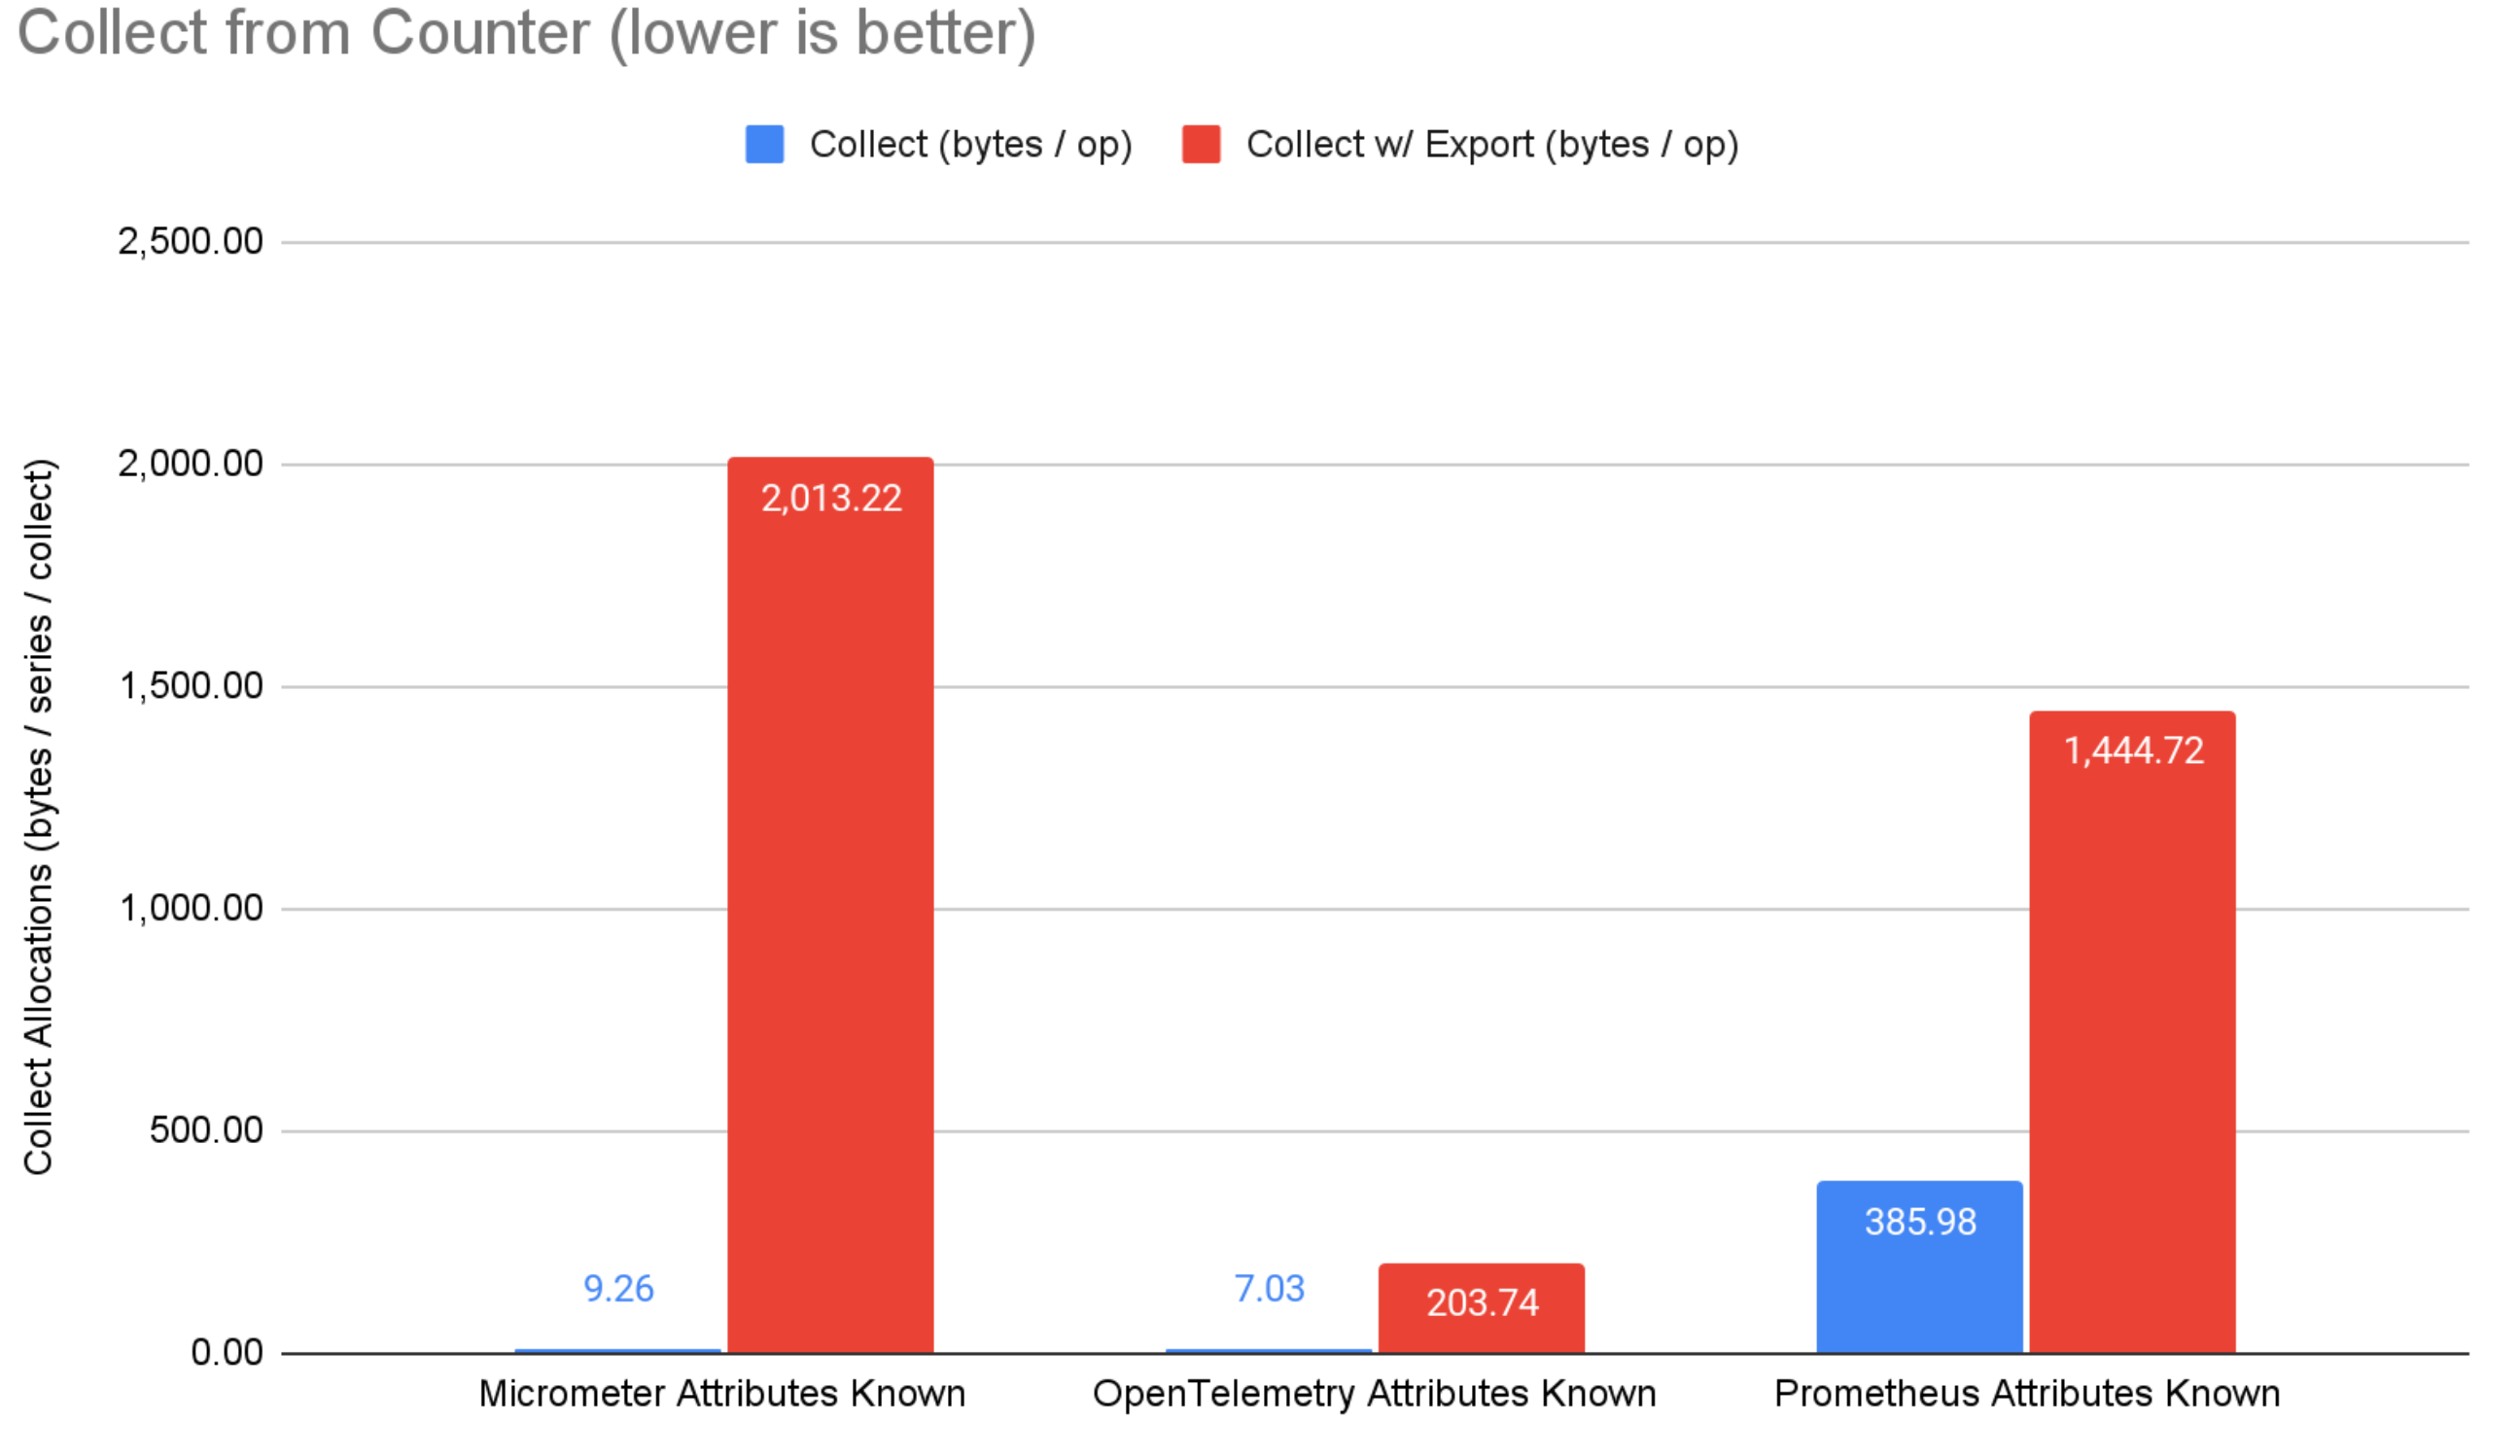 Collect from Counter (lower is better)
Collect (bytes / op)
Collect w/ Export (bytes / op)
Collect Allocations (bytes / series / collect)
2,500.00
2,000.00
1,500.00
1,000.00
500.00
0.00
9.26
2,013.22
7.03
203.74
385.98
1,444.72
Micrometer Attributes Known
OpenTelemetry Attributes Known
Prometheus Attributes Known